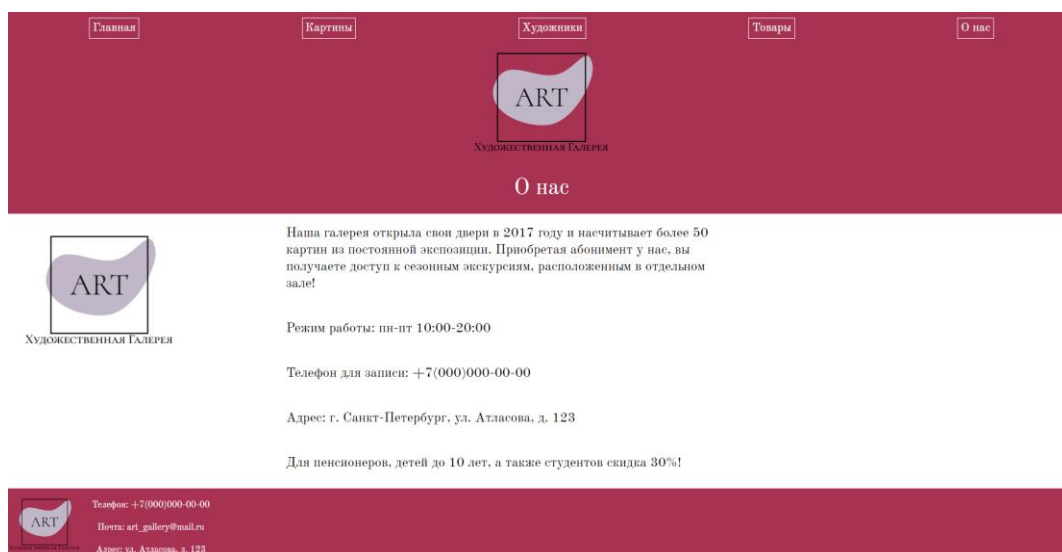 Главная
Картины
Художники
Товары
О нас
ART
Художественная Галерея
О нас
ART
Художественная Галерея
Наша галерея открыла свои двери в 2017 году и насчитывает более 50
картин из постоянной экспозиции. Приобретая абонимент у нас, вы
получаете доступ к сезонным экскурсиям, расположенным в отдельном
зале!
Режим работы: пн-пт 10:00-20:00
Телефон для записи: +7(000)000-00-00
Адрес: г. Санкт-Петербург, ул. Атласова, д. 123
Для пенсионеров, детей до 10 лет, а также студентов скидка 30%!
ART
Художественная Галерея
Телефон: +7(000)000-00-00
Почта: art_gallery@mail.ru
Адрес: ул. Атласова, д. 123